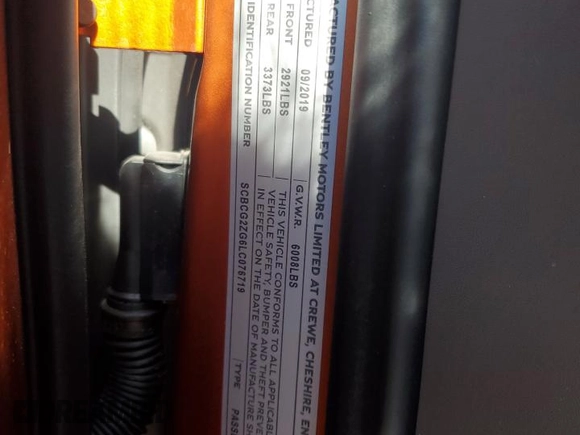 FACTURED BY BENTLEY MOTORS LIMITED AT CREWE, CHESHIRE, EN
CTURED 09/2019 G.V.W.R. 6008LBS
FRONT 2921LBS THIS VEHICLE CONFORMS TO ALL APPLICABL
REAR 3373LBS VEHICLE SAFETY, BUMPER AND THEFT PREVE
IN EFFECT ON THE DATE OF MANUFACTURE SH
IDENTIFICATION NUMBER SCBCG2ZG6LC076719 TYPE PASS